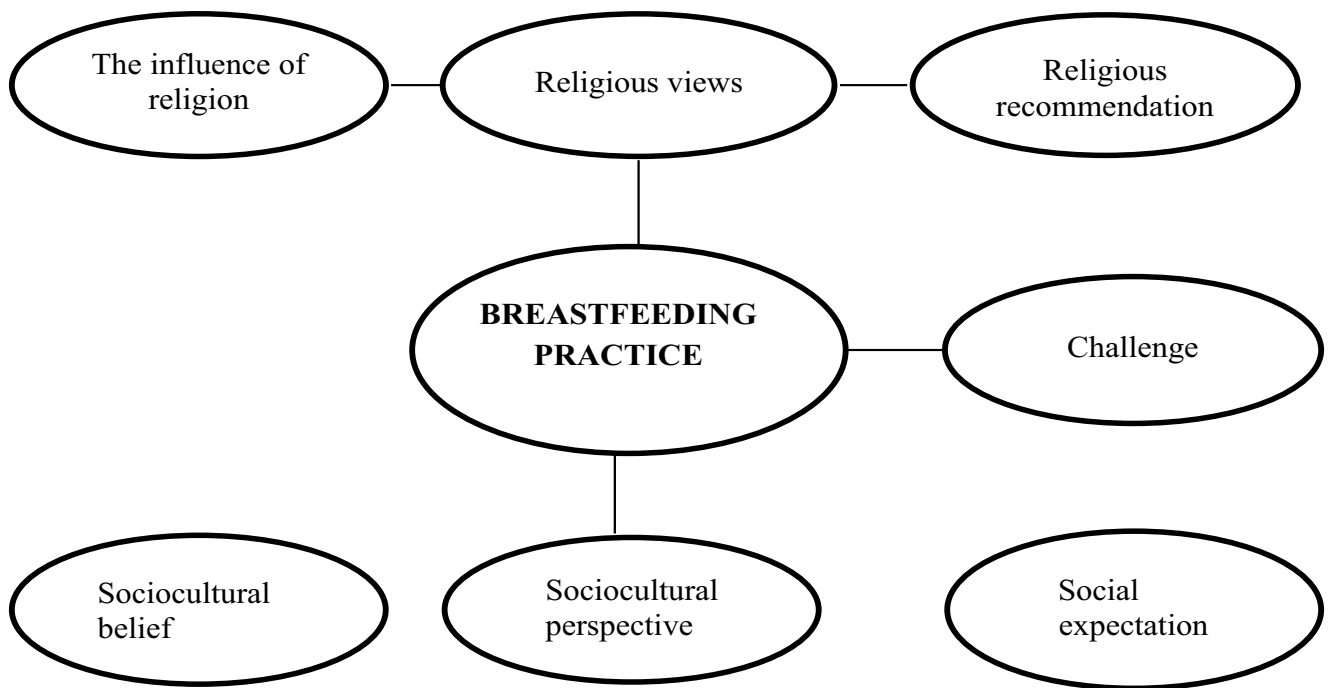 The influence of
religion
Religious views
Religious
recommendation
BREASTFEEDING
PRACTICE
Challenge
Sociocultural
belief
Sociocultural
perspective
Social
expectation